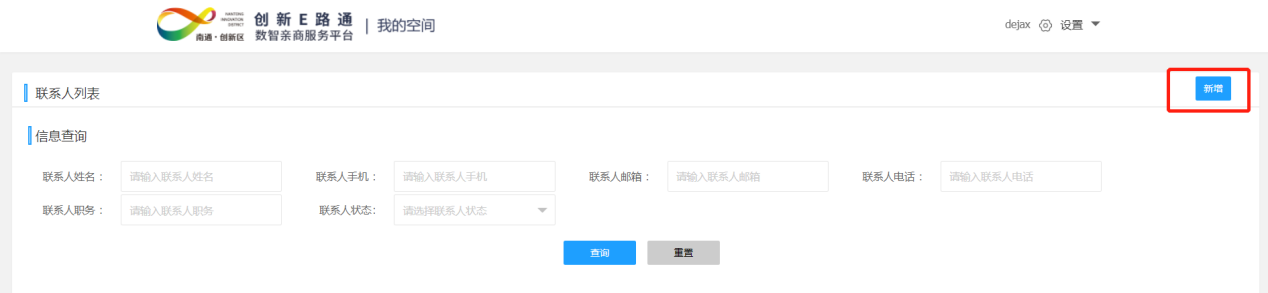 NANTONG
INNOVATION
DISTRICT
南通·创新区
创新E路通
数智亲商服务平台
我的空间
dejax 设置
联系人列表
新增
信息查询
联系人姓名： 请输入联系人姓名 联系人手机： 请输入联系人手机 联系人邮箱： 请输入联系人邮箱 联系人电话： 请输入联系人电话
联系人职务： 请输入联系人职务 联系人状态: 请选择联系人状态
查询 重置